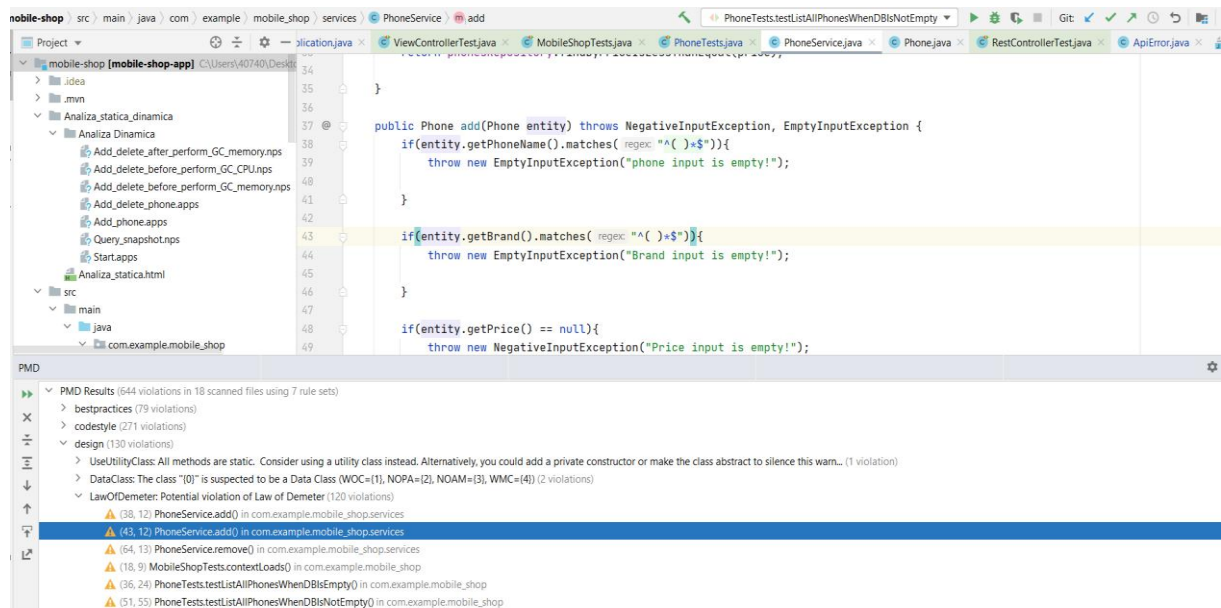 mobile-shop › src › main › java › com › example › mobile_shop › services › PhoneService › add
PhoneTests.testListAllPhonesWhenDBIsNotEmpty
Git:
Project
plication.java
ViewControllerTest.java
MobileShopTests.java
PhoneTests.java
PhoneService.java
Phone.java
RestControllerTest.java
ApiError.java
mobile-shop [mobile-shop-app] C:\Users\40740\Deskto
.idea
.mvn
Analiza_statica_dinamica
Analiza Dinamica
Add_delete_after_perform_GC_memory.nps
Add_delete_before_perform_GC_CPU.nps
Add_delete_before_perform_GC_memory.nps
Add_delete_phone.apps
Add_phone.apps
Query_snapshot.nps
Start.apps
Analiza_statica.html
src
main
java
com.example.mobile_shop
34
35 }
36
37 @ public Phone add(Phone entity) throws NegativeInputException, EmptyInputException {
38 if(entity.getPhoneName().matches( regex: "^( )*$")){
39 throw new EmptyInputException("phone input is empty!");
40
41 }
42
43 if(entity.getBrand().matches( regex: "^( )*$")){
44 throw new EmptyInputException("Brand input is empty!");
45
46 }
47
48 if(entity.getPrice() == null){
49 throw new NegativeInputException("Price input is empty!");
PMD
PMD Results (644 violations in 18 scanned files using 7 rule sets)
bestpractices (79 violations)
codestyle (271 violations)
design (130 violations)
UseUtilityClass: All methods are static. Consider using a utility class instead. Alternatively, you could add a private constructor or make the class abstract to silence this warn... (1 violation)
DataClass: The class "{0}" is suspected to be a Data Class (WOC={1}, NOPA={2}, NOAM={3}, WMC={4}) (2 violations)
LawOfDemeter: Potential violation of Law of Demeter (120 violations)
(38, 12) PhoneService.add() in com.example.mobile_shop.services
(43, 12) PhoneService.add() in com.example.mobile_shop.services
(64, 13) PhoneService.remove() in com.example.mobile_shop.services
(18, 9) MobileShopTests.contextLoads() in com.example.mobile_shop
(36, 24) PhoneTests.testListAllPhonesWhenDBIsEmpty() in com.example.mobile_shop
(51, 55) PhoneTests.testListAllPhonesWhenDBIsNotEmpty() in com.example.mobile_shop